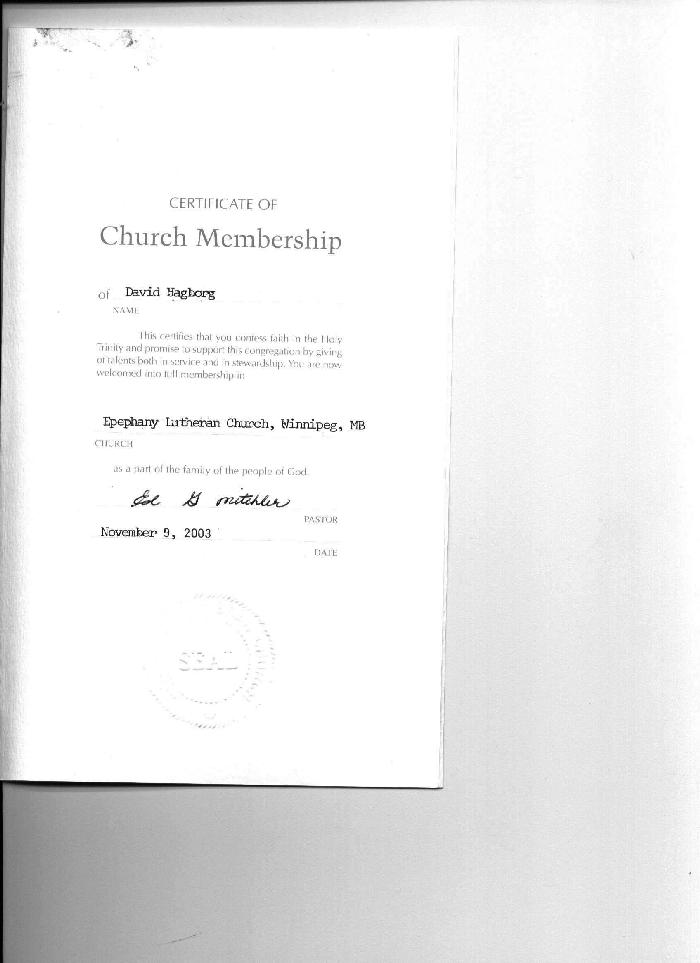 CERTIFICATE OF
Church Membership
of David Hagborg
NAME
This certifies that you confess faith in the Holy
Trinity and promise to support this congregation by giving
of talents both in service and in stewardship. You are now
welcomed into full membership in
Epephany Lutheran Church, Winnipeg, MB
CHURCH
as a part of the family of the people of God.
Ed G Mitchler
PASTOR
November 9, 2003
DATE
SEAL